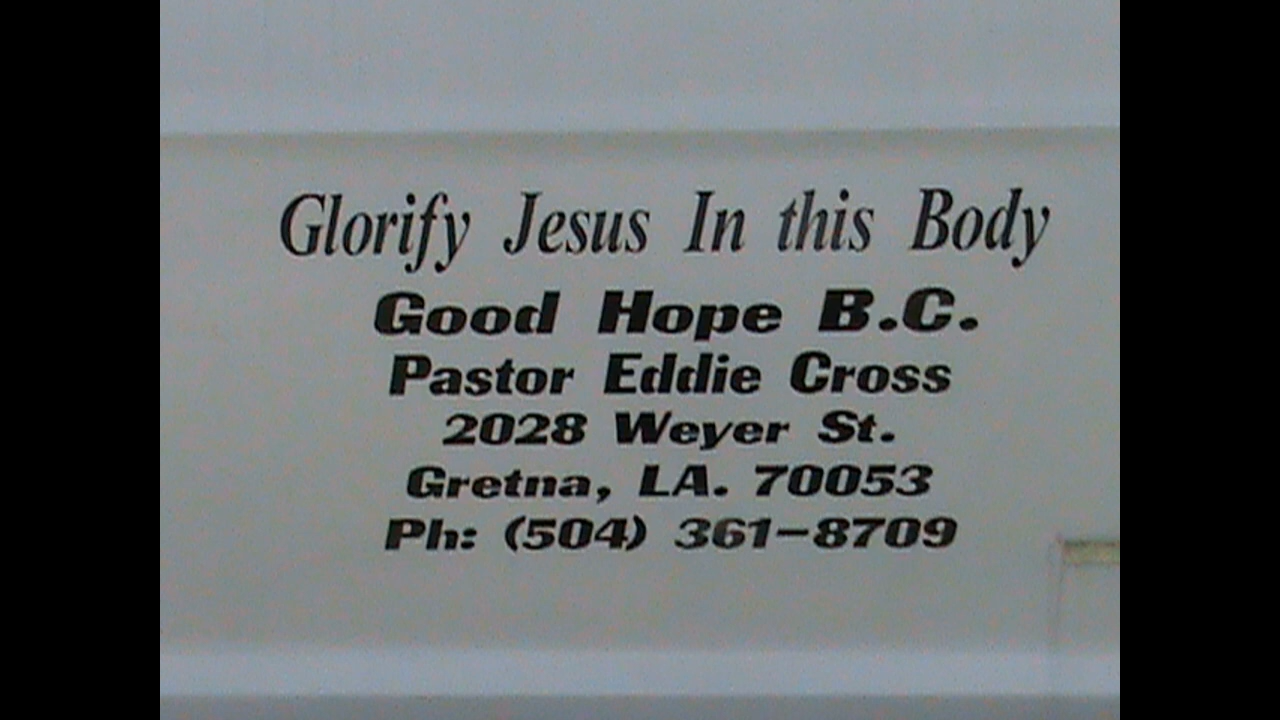 Glorify Jesus In this Body
Good Hope B.C.
Pastor Eddie Cross
2028 Weyer St.
Gretna, LA. 70053
Ph: (504) 361-8709